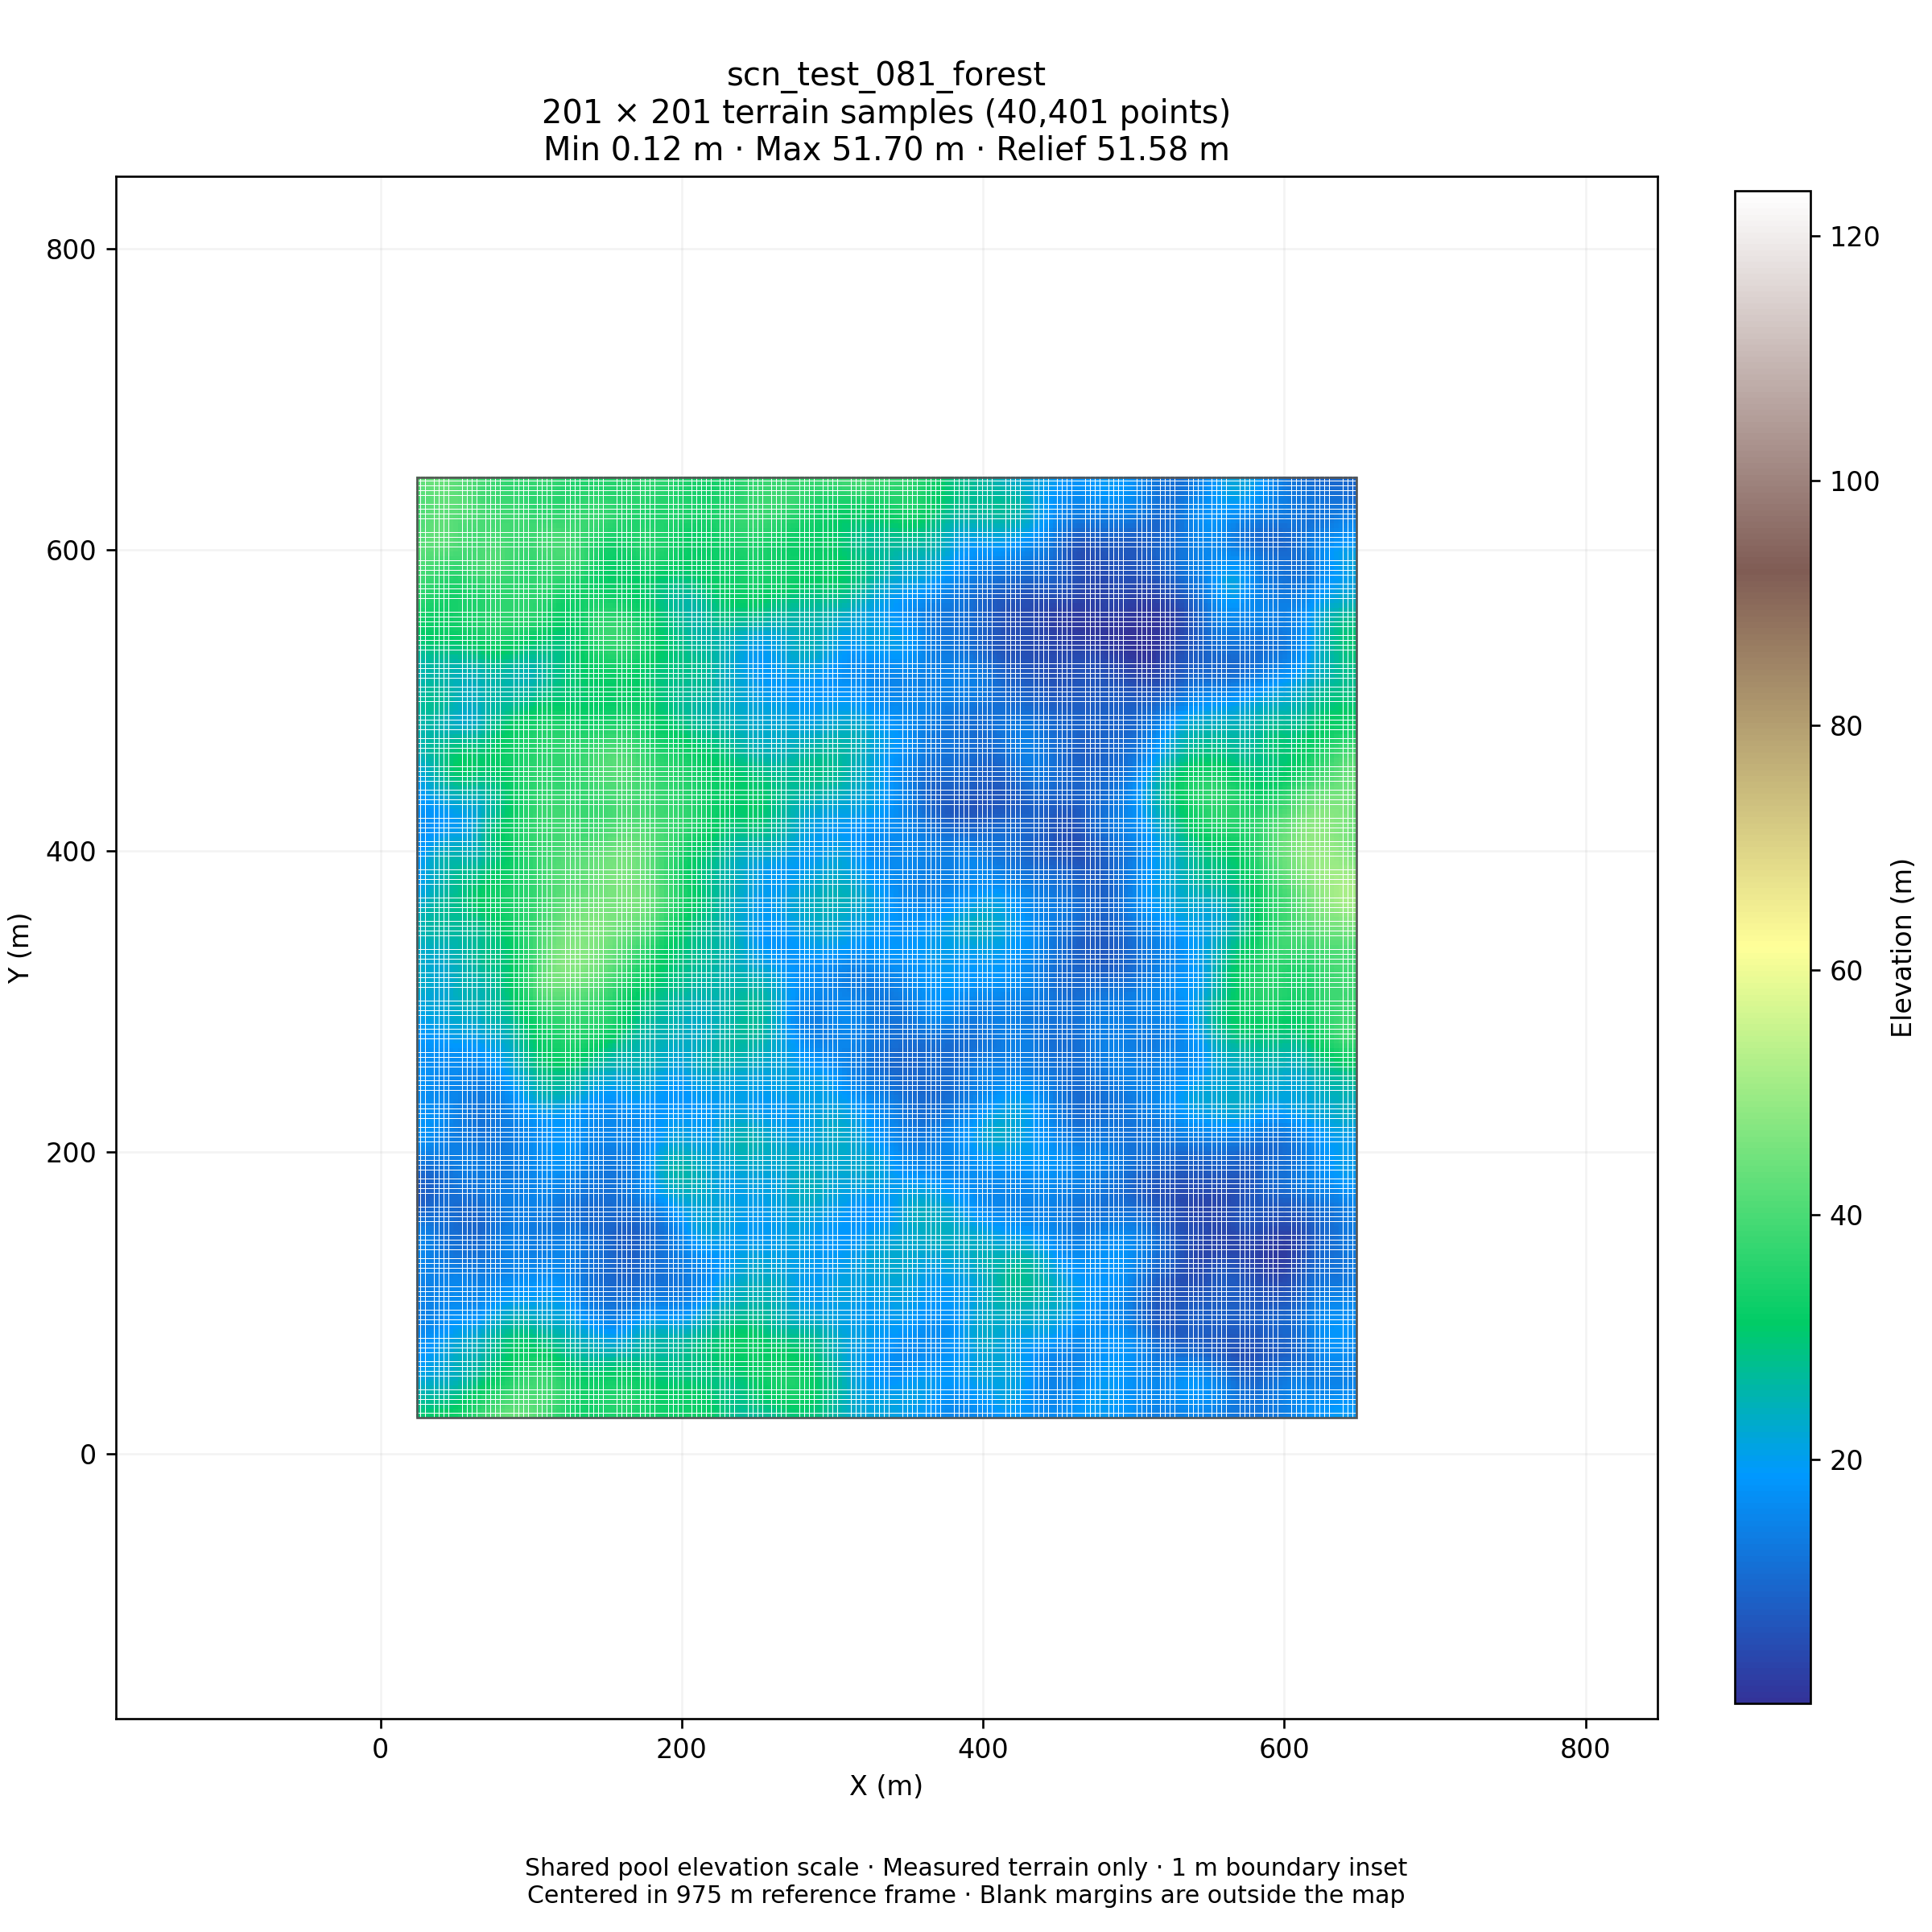 scn_test_081_forest
201 × 201 terrain samples (40,401 points)
Min 0.12 m · Max 51.70 m · Relief 51.58 m
800
600
400
200
0
Y (m)
0
200
400
600
800
X (m)
120
100
80
60
40
20
Elevation (m)
Shared pool elevation scale · Measured terrain only · 1 m boundary inset
Centered in 975 m reference frame · Blank margins are outside the map